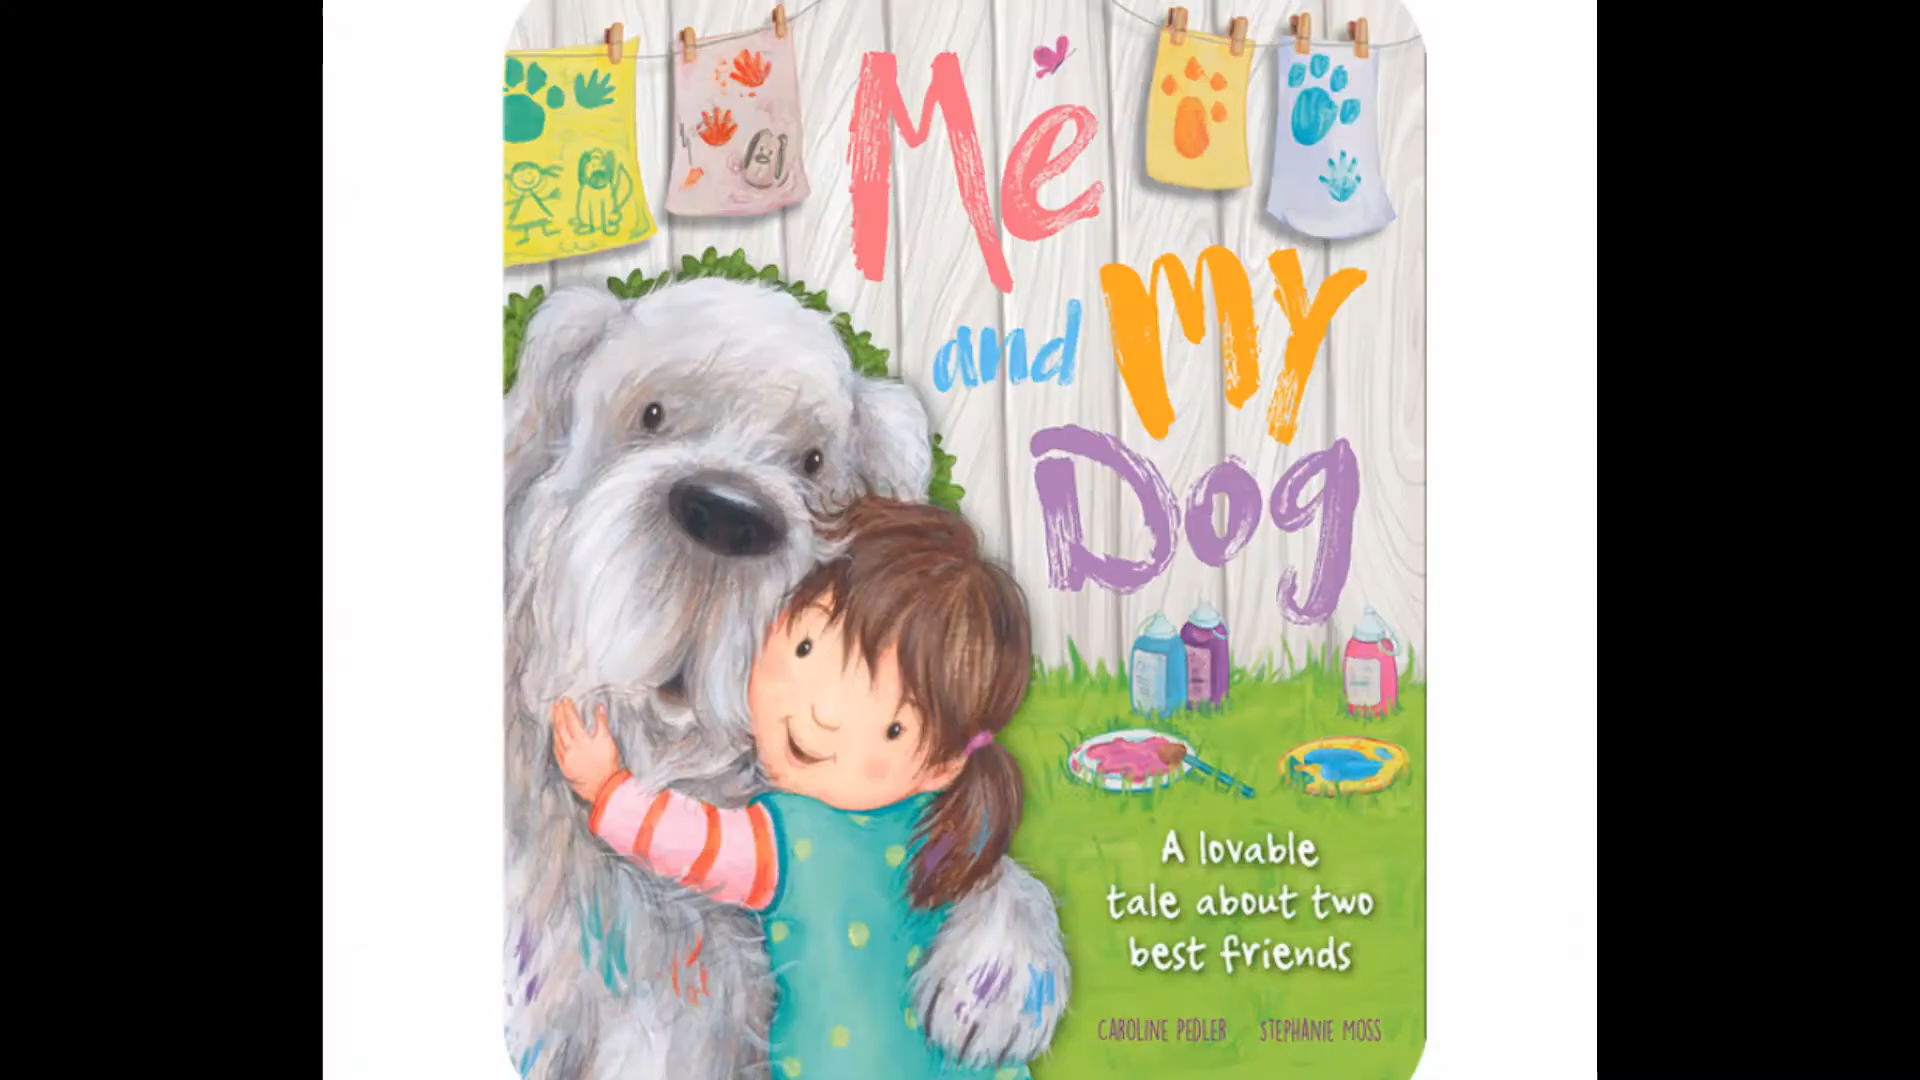 Me
and My
Dog
A lovable
tale about two
best friends
CAROLINE PEDLER STEPHANIE MOSS